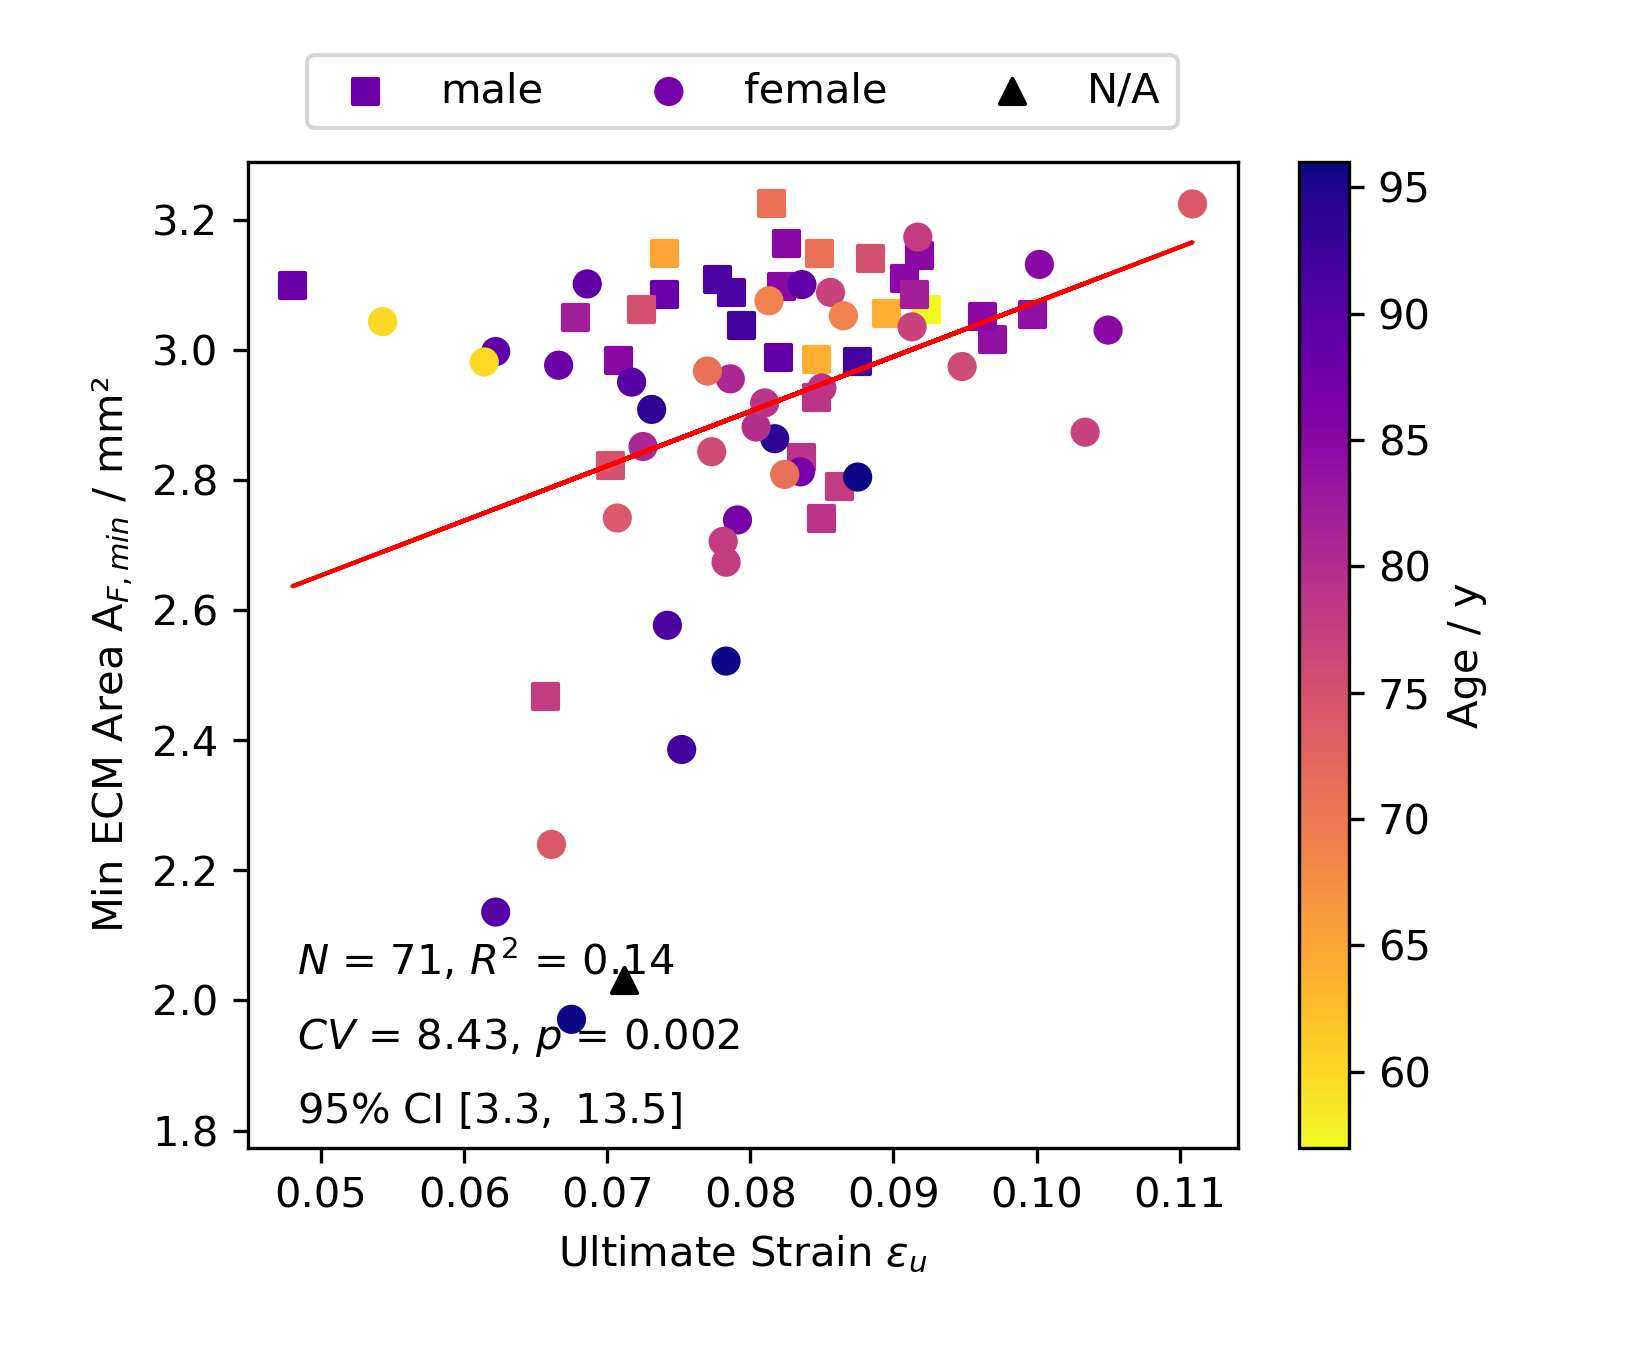 male female N/A
3.2
3.0
2.8
2.6
2.4
2.2
2.0
1.8
Min ECM Area A_{F, min} / mm²
N = 71, R² = 0.14
CV = 8.43, p = 0.002
95% CI [3.3, 13.5]
0.05 0.06 0.07 0.08 0.09 0.10 0.11
Ultimate Strain ε_u
95
90
85
80
75
70
65
60
Age / y